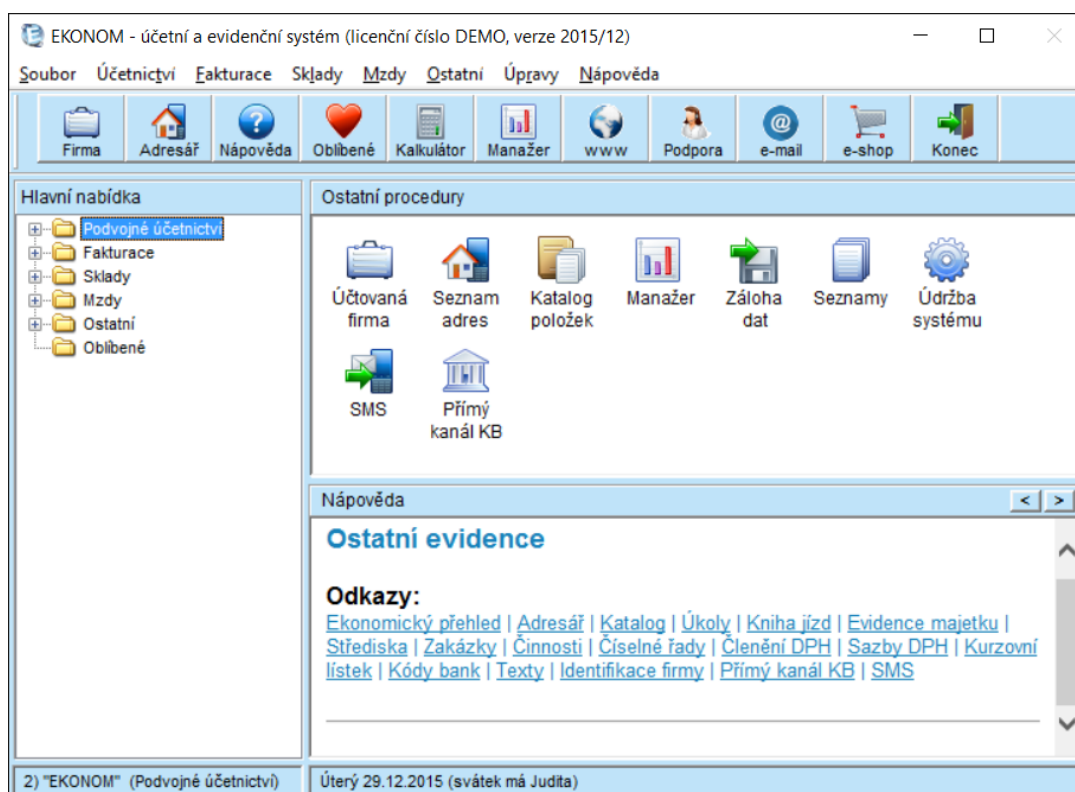 EKONOM - účetní a evidenční systém (licenční číslo DEMO, verze 2015/12)
Soubor Účetnictví Fakturace Sklady Mzdy Ostatní Úpravy Nápověda
Firma Adresář Nápověda Oblíbené Kalkulátor Manažer www Podpora e-mail e-shop Konec
Hlavní nabídka
Podvojné účetnictví
Fakturace
Sklady
Mzdy
Ostatní
Oblíbené
Ostatní procedury
Účtovaná firma
Seznam adres
Katalog položek
Manažer
Záloha dat
Seznamy
Údržba systému
SMS
Přímý kanál KB
Nápověda < >
Ostatní evidence
Odkazy:
Ekonomický přehled | Adresář | Katalog | Úkoly | Kniha jízd | Evidence majetku |
Střediska | Zakázky | Činnosti | Číselné řady | Členění DPH | Sazby DPH | Kurzovní
lístek | Kódy bank | Texty | Identifikace firmy | Přímý kanál KB | SMS
2) "EKONOM" (Podvojné účetnictví)
Úterý 29.12.2015 (svátek má Judita)